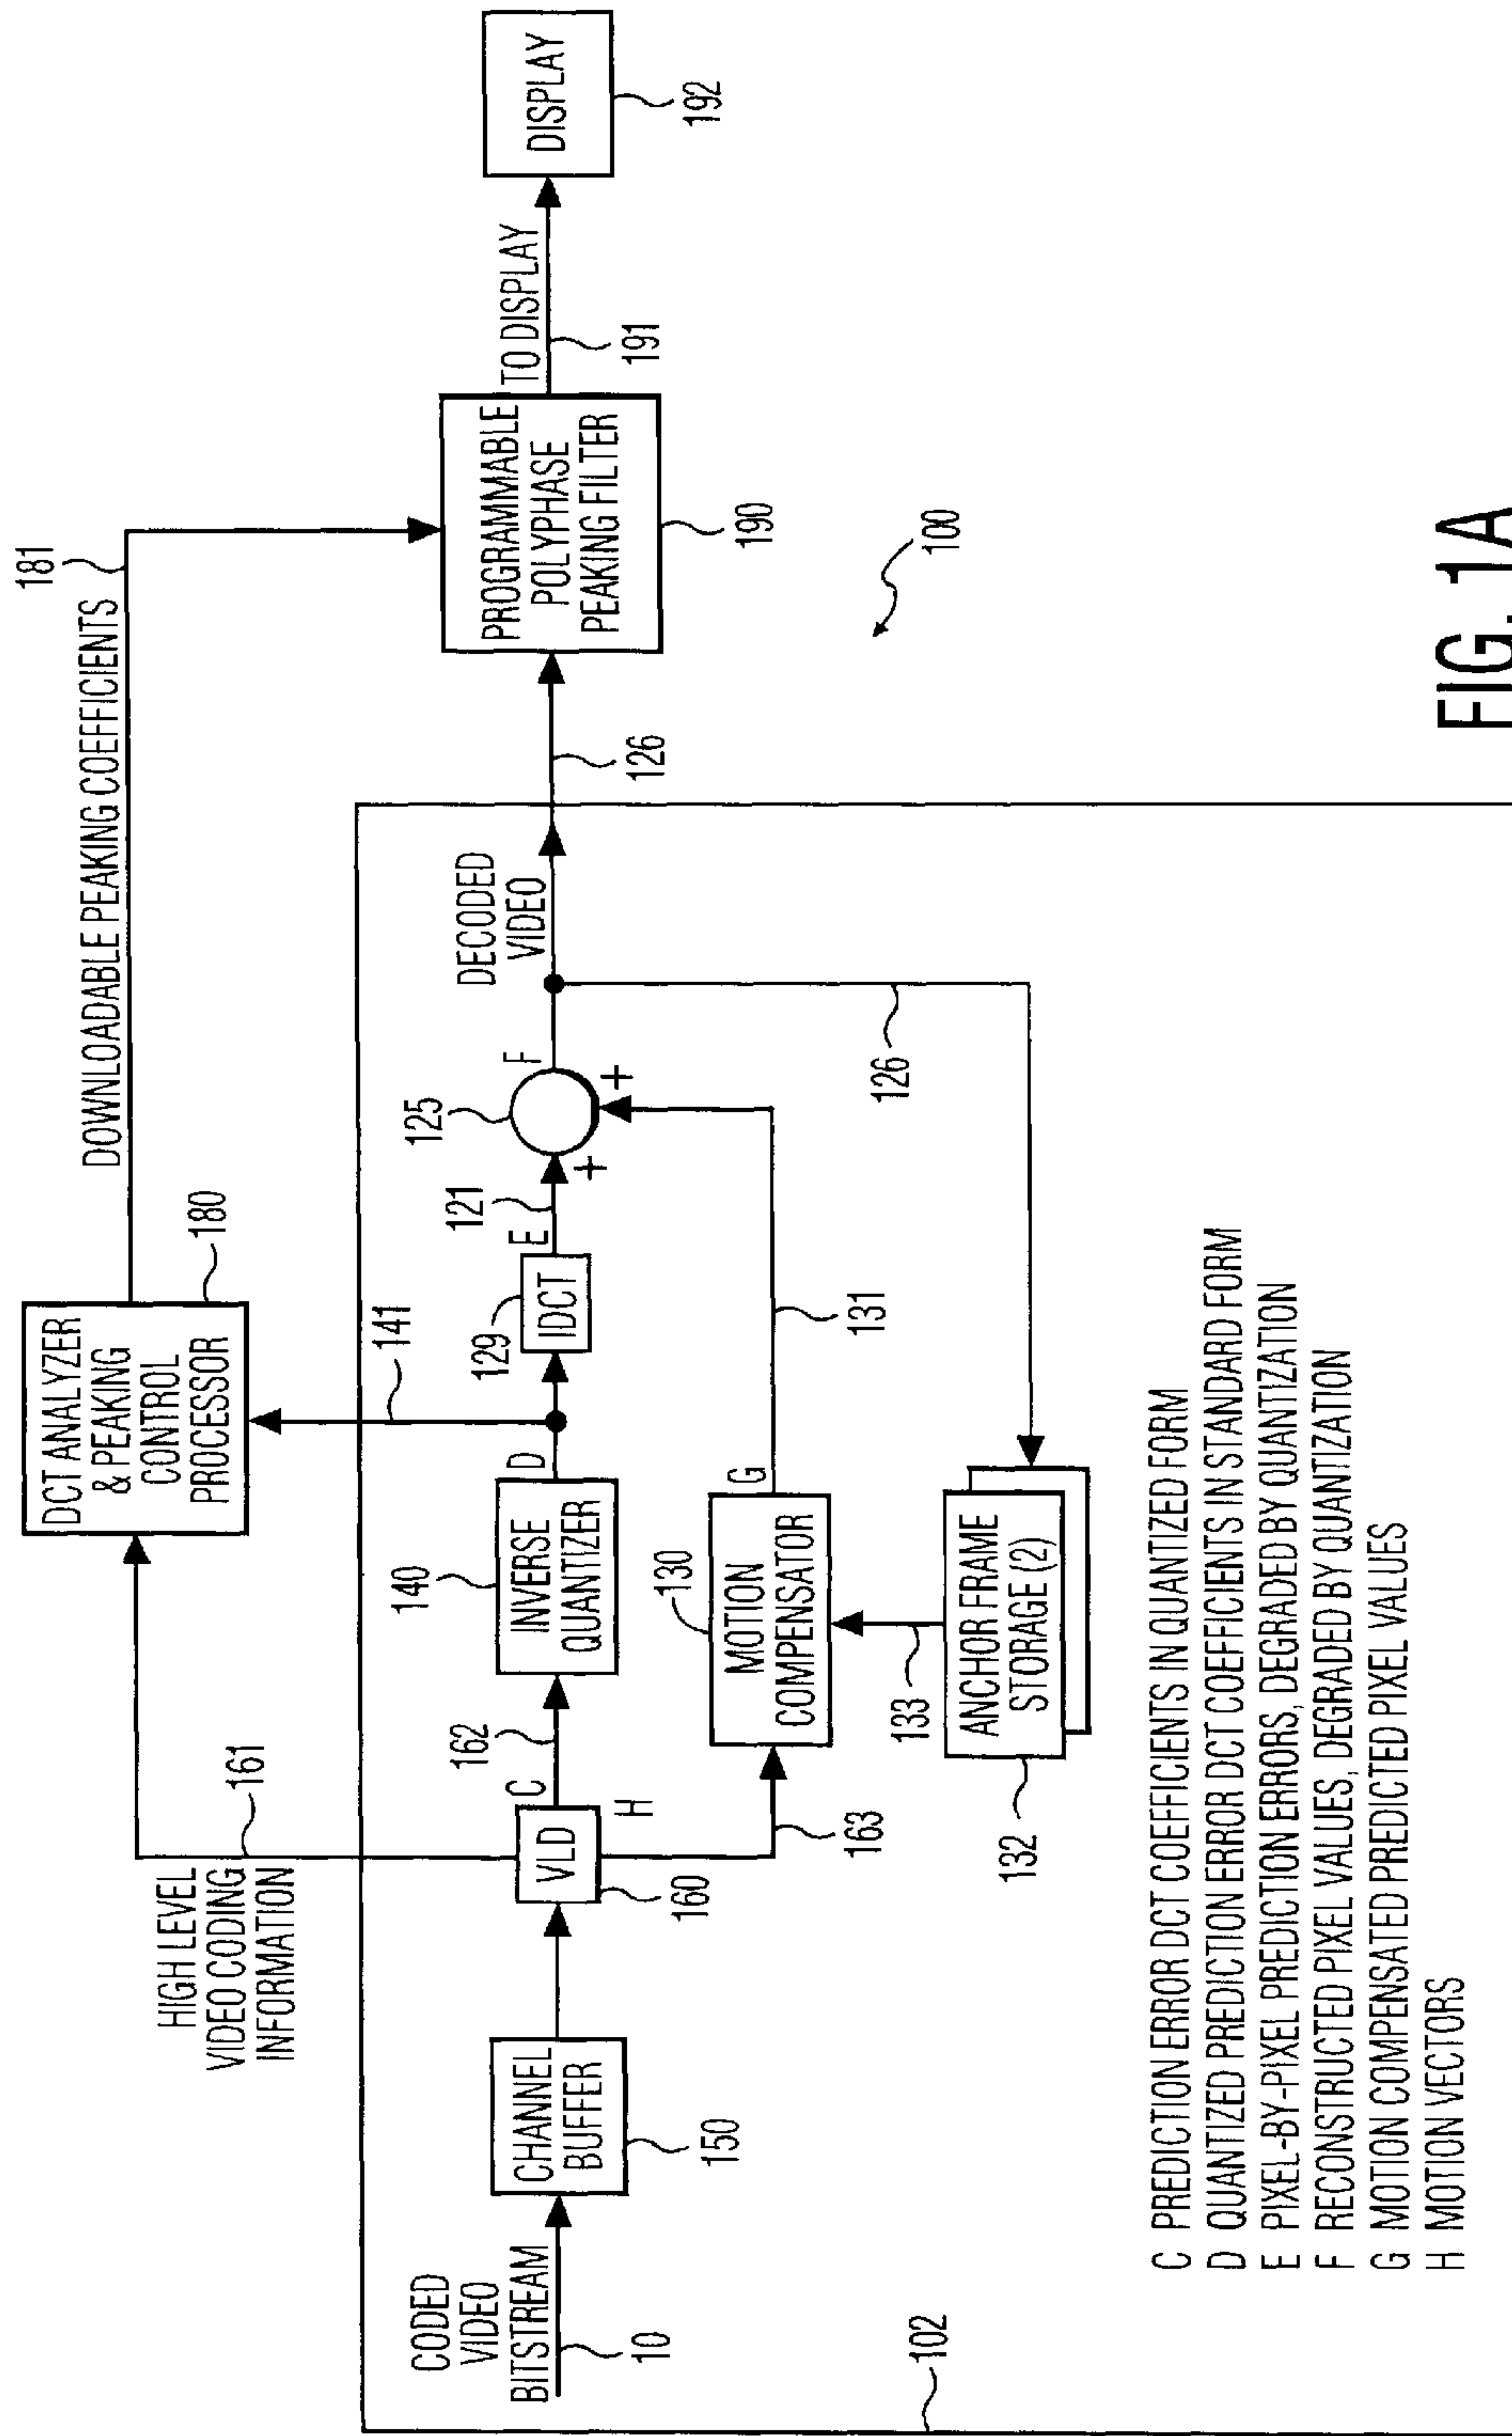 DOWNLOADABLE PEAKING COEFFICIENTS
181
DCT ANALYZER
& PEAKING
CONTROL
PROCESSOR
180
HIGH LEVEL
VIDEO CODING
INFORMATION
161
141
CODED
VIDEO
BITSTREAM
10
CHANNEL
BUFFER
150
VLD
160
C
H
162
163
INVERSE
QUANTIZER
140
D
IDCT
129
E
121
125
+
+
F
DECODED
VIDEO
126
126
PROGRAMMABLE
POLYPHASE
PEAKING FILTER
190
TO DISPLAY
191
DISPLAY
192
MOTION
COMPENSATOR
130
G
131
133
ANCHOR FRAME
STORAGE (2)
132
100
102
C PREDICTION ERROR DCT COEFFICIENTS IN QUANTIZED FORM
D QUANTIZED PREDICTION ERROR DCT COEFFICIENTS IN STANDARD FORM
E PIXEL-BY-PIXEL PREDICTION ERRORS, DEGRADED BY QUANTIZATION
F RECONSTRUCTED PIXEL VALUES, DEGRADED BY QUANTIZATION
G MOTION COMPENSATED PREDICTED PIXEL VALUES
H MOTION VECTORS
FIG. 1A